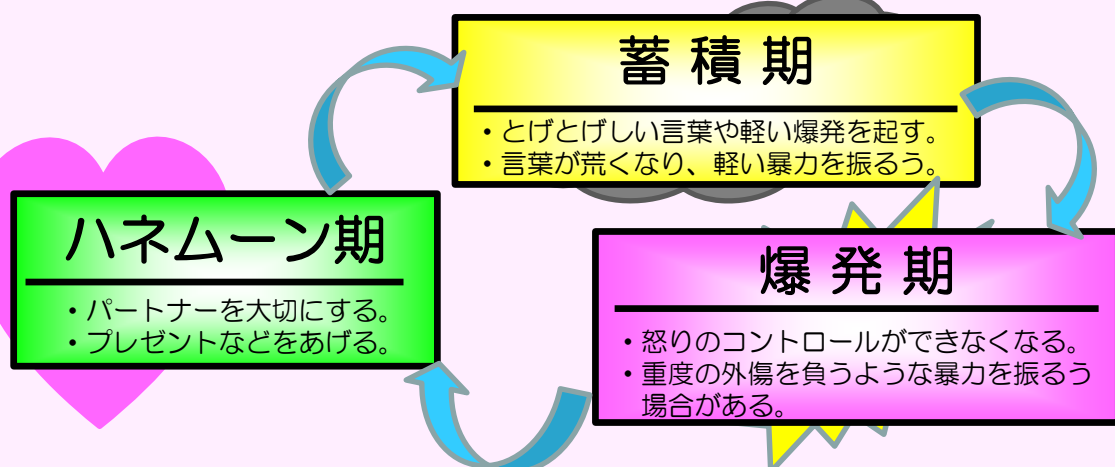 蓄積期
・とげとげしい言葉や軽い爆発を起す。
・言葉が荒くなり、軽い暴力を振るう。
ハネムーン期
・パートナーを大切にする。
・プレゼントなどをあげる。
爆発期
・怒りのコントロールができなくなる。
・重度の外傷を負うような暴力を振るう
場合がある。